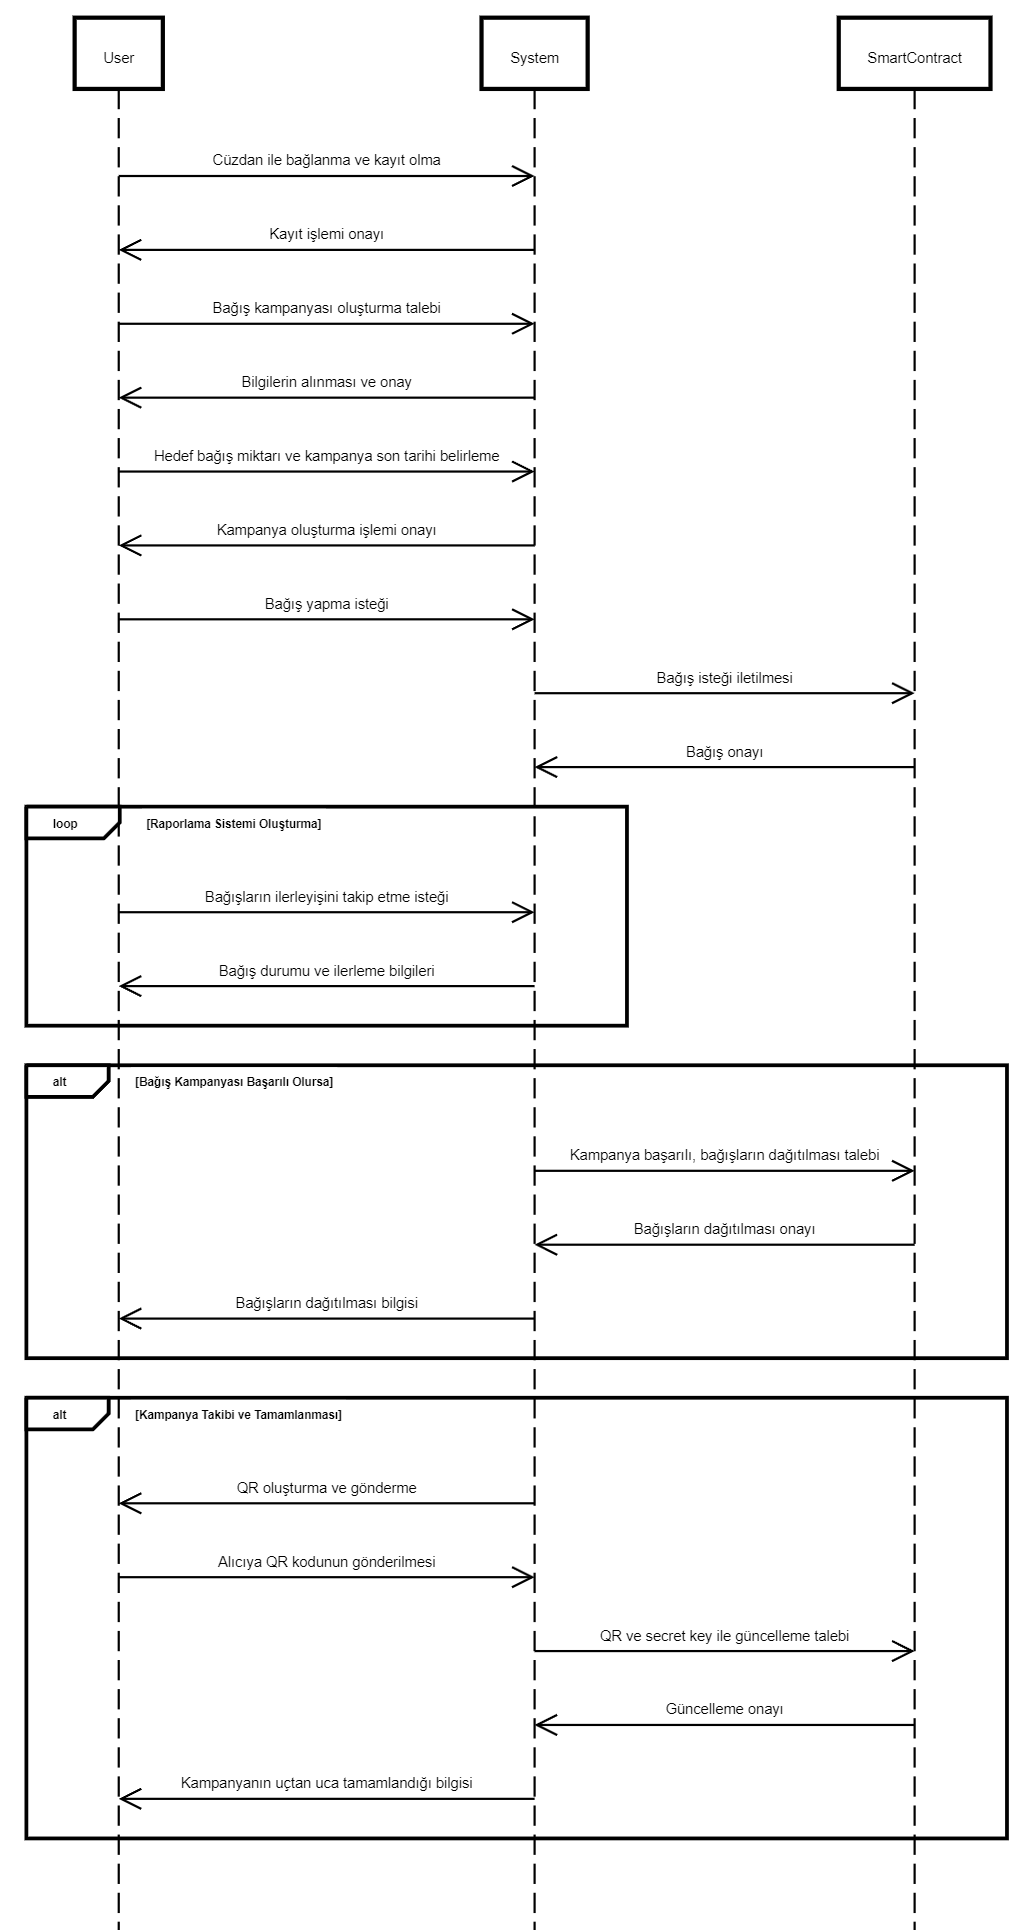 User
System
SmartContract
Cüzdan ile bağlanma ve kayıt olma
Kayıt işlemi onayı
Bağış kampanyası oluşturma talebi
Bilgilerin alınması ve onay
Hedef bağış miktarı ve kampanya son tarihi belirleme
Kampanya oluşturma işlemi onayı
Bağış yapma isteği
Bağış isteği iletilmesi
Bağış onayı
loop
[Raporlama Sistemi Oluşturma]
Bağışların ilerleyişini takip etme isteği
Bağış durumu ve ilerleme bilgileri
alt
[Bağış Kampanyası Başarılı Olursa]
Kampanya başarılı, bağışların dağıtılması talebi
Bağışların dağıtılması onayı
Bağışların dağıtılması bilgisi
alt
[Kampanya Takibi ve Tamamlanması]
QR oluşturma ve gönderme
Alıcıya QR kodunun gönderilmesi
QR ve secret key ile güncelleme talebi
Güncelleme onayı
Kampanyanın uçtan uca tamamlandığı bilgisi